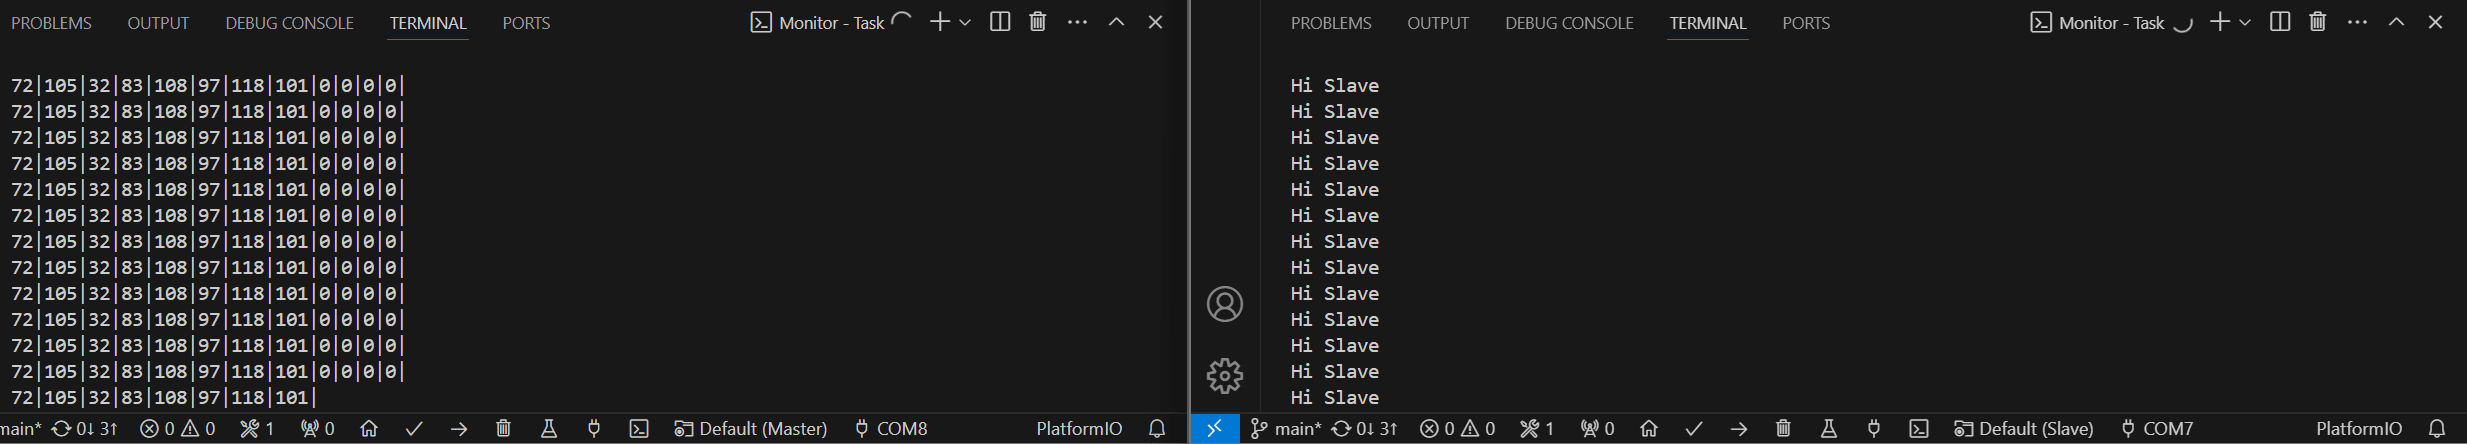 PROBLEMS OUTPUT DEBUG CONSOLE TERMINAL PORTS Monitor - Task
72|105|32|83|108|97|118|101|0|0|0|0|
72|105|32|83|108|97|118|101|0|0|0|0|
72|105|32|83|108|97|118|101|0|0|0|0|
72|105|32|83|108|97|118|101|0|0|0|0|
72|105|32|83|108|97|118|101|0|0|0|0|
72|105|32|83|108|97|118|101|0|0|0|0|
72|105|32|83|108|97|118|101|0|0|0|0|
72|105|32|83|108|97|118|101|0|0|0|0|
72|105|32|83|108|97|118|101|0|0|0|0|
72|105|32|83|108|97|118|101|0|0|0|0|
72|105|32|83|108|97|118|101|0|0|0|0|
72|105|32|83|108|97|118|101|0|0|0|0|
72|105|32|83|108|97|118|101|
main* 0↓ 3↑ 0 0 1 0 Default (Master) COM8 PlatformIO
PROBLEMS OUTPUT DEBUG CONSOLE TERMINAL PORTS Monitor - Task
Hi Slave
Hi Slave
Hi Slave
Hi Slave
Hi Slave
Hi Slave
Hi Slave
Hi Slave
Hi Slave
Hi Slave
Hi Slave
Hi Slave
Hi Slave
main* 0↓ 3↑ 0 0 1 0 Default (Slave) COM7 PlatformIO